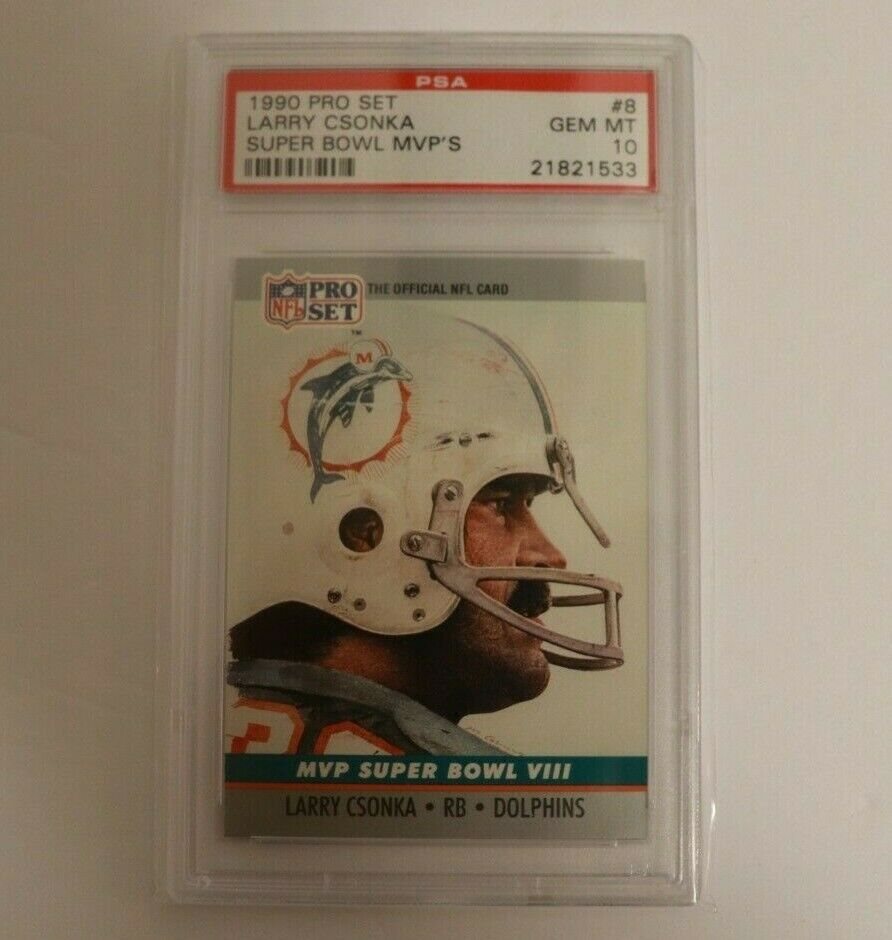 PSA
1990 PRO SET #8
LARRY CSONKA GEM MT
SUPER BOWL MVP'S 10
21821533
NFL PRO SET THE OFFICIAL NFL CARD
TM
M
MVP SUPER BOWL VIII
LARRY CSONKA • RB • DOLPHINS